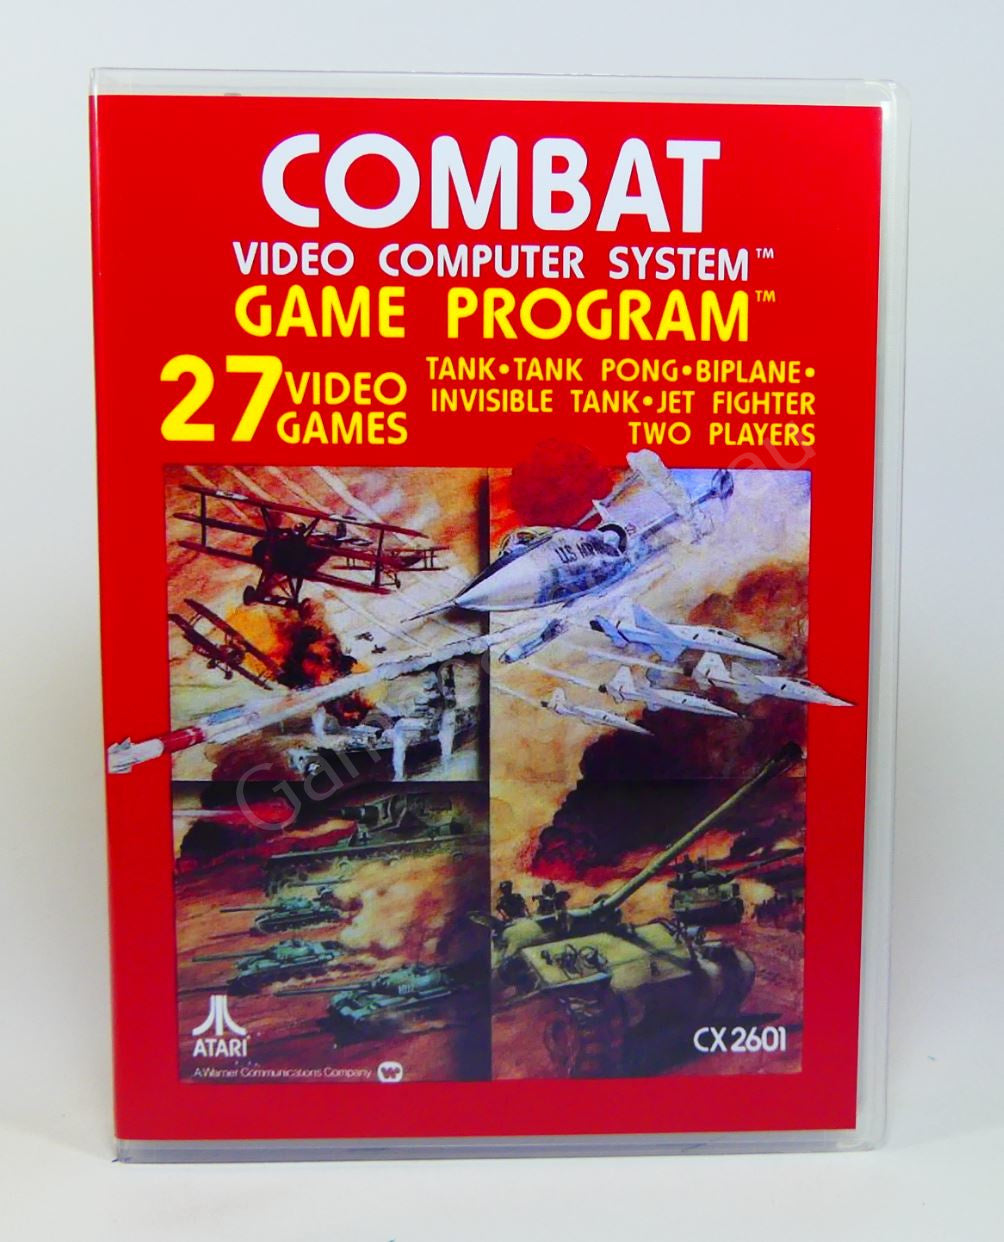 COMBAT
VIDEO COMPUTER SYSTEM™
GAME PROGRAM™
27 VIDEO GAMES
TANK•TANK PONG•BIPLANE•
INVISIBLE TANK•JET FIGHTER
TWO PLAYERS
ATARI
A Warner Communications Company
CX2601